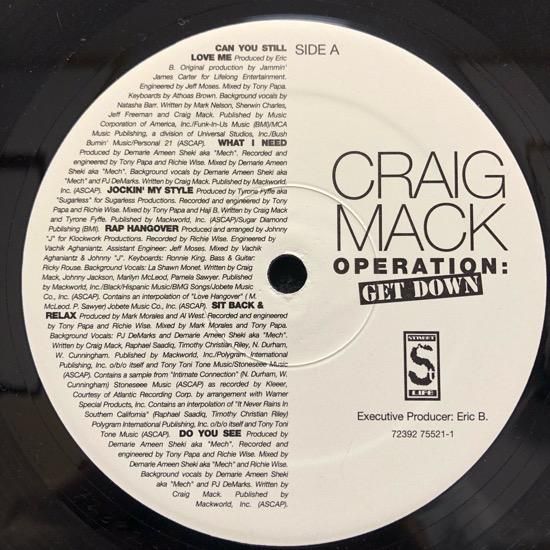 CAN YOU STILL
LOVE ME Produced by Eric
B. Original production by Jammin'
James Carter for Lifelong Entertainment.
Engineered by Jeff Moses. Mixed by Tony Papa.
Keyboards by Athoas Brown. Background vocals by
Natasha Barr. Written by Mark Nelson, Sherwin Charles,
Jeff Freeman and Craig Mack. Published by Music
Corporation of America, Inc./Funk-In-Us Music (BMI)/MCA
Music Publishing, a division of Universal Studios, Inc./Bush
Burnin' Music/Personal 21 (ASCAP). WHAT I NEED
Produced by Demarie Ameen Sheki aka "Mech". Recorded and
engineered by Tony Papa and Richie Wise. Mixed by Demarie Ameen
Sheki aka "Mech". Background vocals by Demarie Ameen Sheki aka
"Mech" and PJ DeMarks. Written by Craig Mack. Published by Mackworld,
Inc. (ASCAP). JOCKIN' MY STYLE Produced by Tyrone Fyffe aka
"Sugarless" for Sugarless Productions. Recorded and engineered by Tony
Papa and Richie Wise. Mixed by Tony Papa and Haji B. Written by Craig Mack
and Tyrone Fyffe. Published by Mackworld, Inc. (ASCAP)/Sugar Diamond
Publishing (BMI). RAP HANGOVER Produced and arranged by Johnny
"J" for Klockwork Productions. Recorded by Richie Wise. Engineered by
Vachik Aghaniantz. Assistant Engineer: Jeff Moses. Mixed by Vachik
Aghaniantz & Johnny "J". Keyboards: Ronnie King. Bass & Guitar:
Ricky Rouse. Background Vocals: La Shawn Monet. Written by Craig
Mack, Johnny Jackson, Marilyn McLeod, Pamela Sawyer. Published
by Mackworld, Inc./Black/Hispanic Music/BMG Songs/Jobete Music
Co., Inc. (ASCAP). Contains an interpolation of "Love Hangover" ( M.
McLeod, P. Sawyer) Jobete Music Co., Inc. (ASCAP). SIT BACK &
RELAX Produced by Mark Morales and Al West. Recorded and engineered
by Tony Papa and Richie Wise. Mixed by Mark Morales and Tony Papa.
Background Vocals: PJ DeMarks and Demarie Ameen Sheki aka "Mech".
Written by Craig Mack, Raphael Saadiq, Timothy Christian Riley, N. Durham,
W. Cunningham. Published by Mackworld, Inc./Polygram International
Publishing, Inc. o/b/o itself and Tony Toni Tone Music/Stoneseee Music
(ASCAP). Contains a sample from "Intimate Connection" (N. Durham, W.
Cunningham) Stoneseee Music (ASCAP) as recorded by Kleeer,
Courtesy of Atlantic Recording Corp. by arrangement with Warner
Special Products, Inc. Contains an interpolation of "It Never Rains In
Southern California" (Raphael Saadiq, Timothy Christian Riley)
Polygram International Publishing, Inc. o/b/o itself and Tony Toni
Tone Music (ASCAP). DO YOU SEE Produced by
Demarie Ameen Sheki aka "Mech". Recorded and
engineered by Tony Papa and Richie Wise. Mixed by
Demarie Ameen Sheki aka "Mech" and Richie Wise.
Background vocals by Demarie Ameen Sheki
aka "Mech" and PJ DeMarks. Written by
Craig Mack. Published by
Mackworld, Inc. (ASCAP).
SIDE A
CRAIG
MACK
OPERATION:
GET DOWN
STREET
S
LIFE
Executive Producer: Eric B.
72392 75521-1